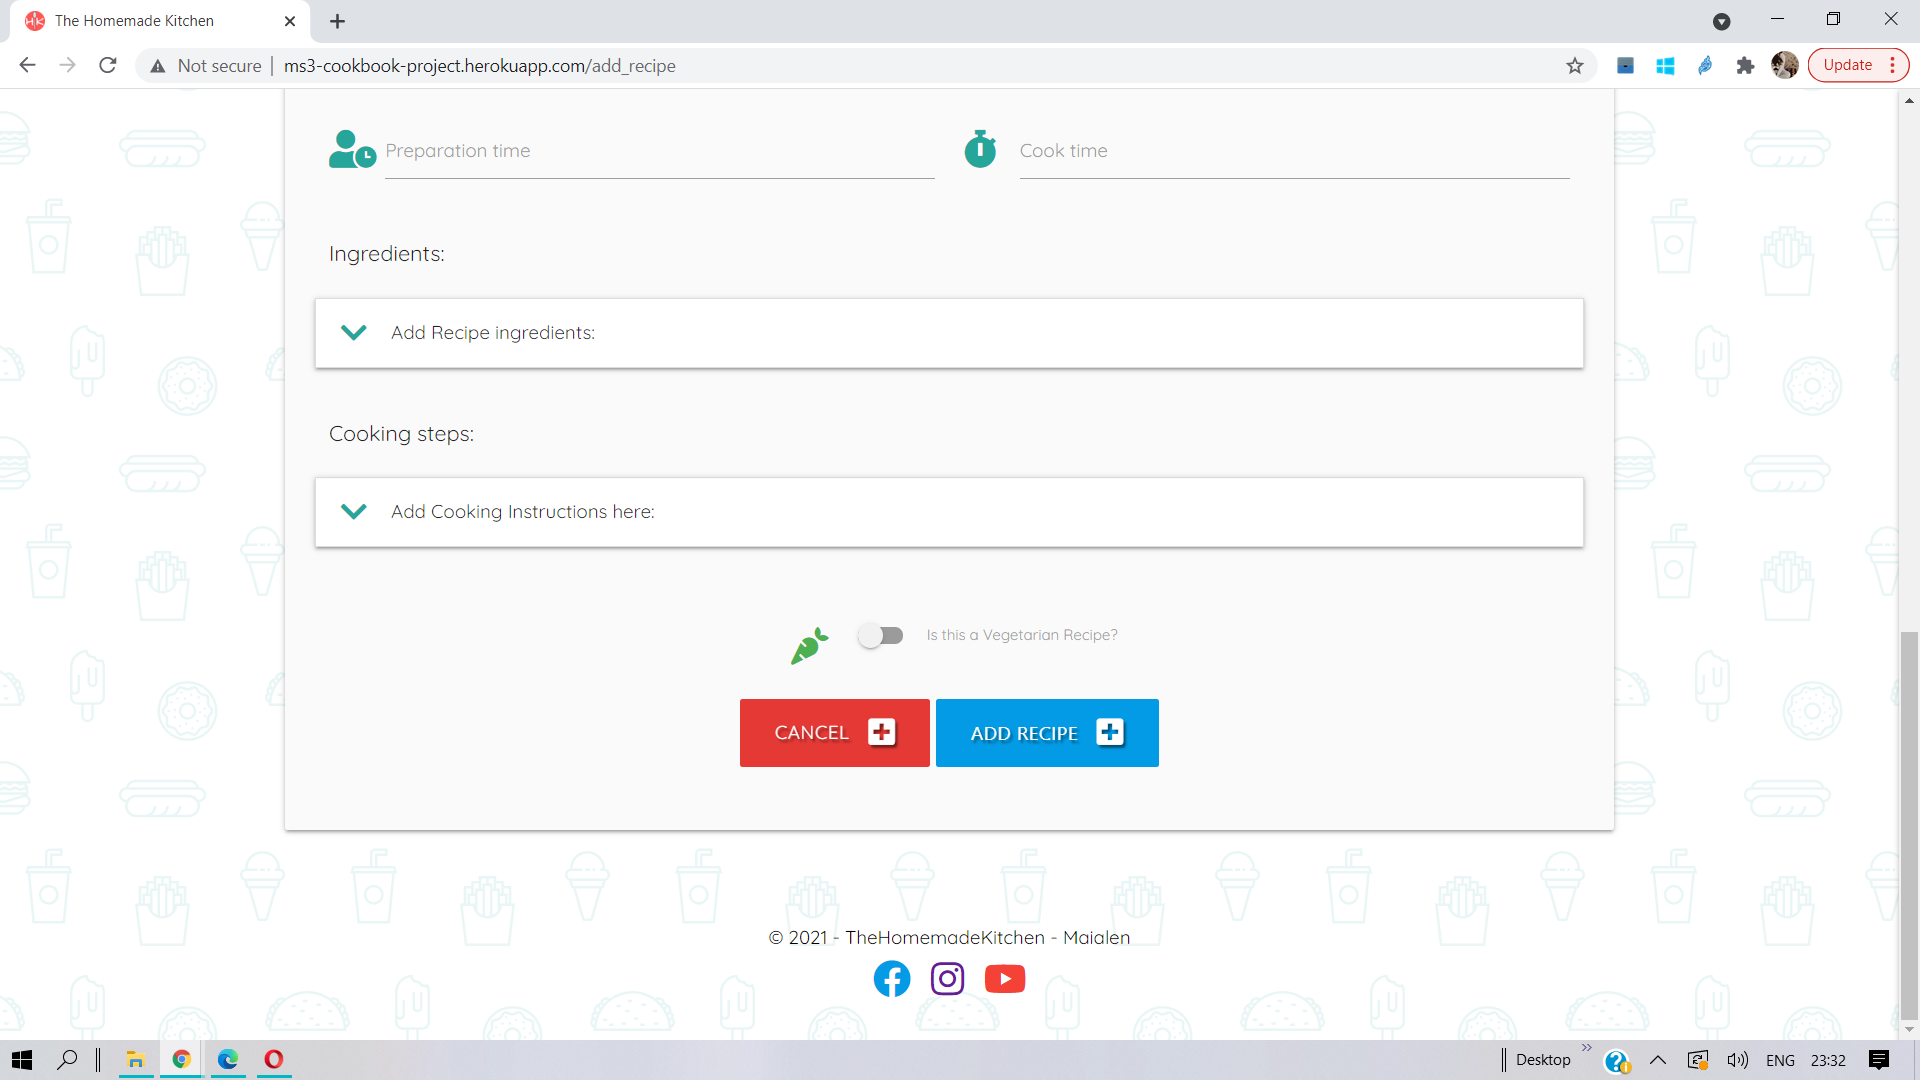 The Homemade Kitchen
Not secure | ms3-cookbook-project.herokuapp.com/add_recipe
Update
Preparation time
Cook time
Ingredients:
Add Recipe ingredients:
Cooking steps:
Add Cooking Instructions here:
Is this a Vegetarian Recipe?
CANCEL
ADD RECIPE
© 2021 - TheHomemadeKitchen - Maialen
Desktop
ENG
23:32